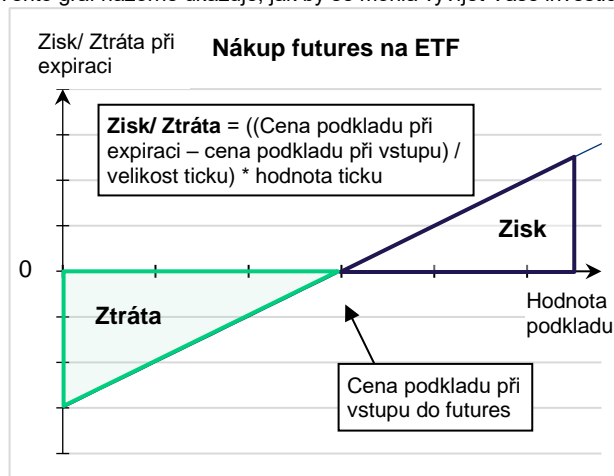 Zisk/ Ztráta při
expiraci
Nákup futures na ETF
Zisk/ Ztráta = ((Cena podkladu při
expiraci – cena podkladu při vstupu) /
velikost ticku) * hodnota ticku
Zisk
0
Ztráta
Hodnota
podkladu
Cena podkladu při
vstupu do futures